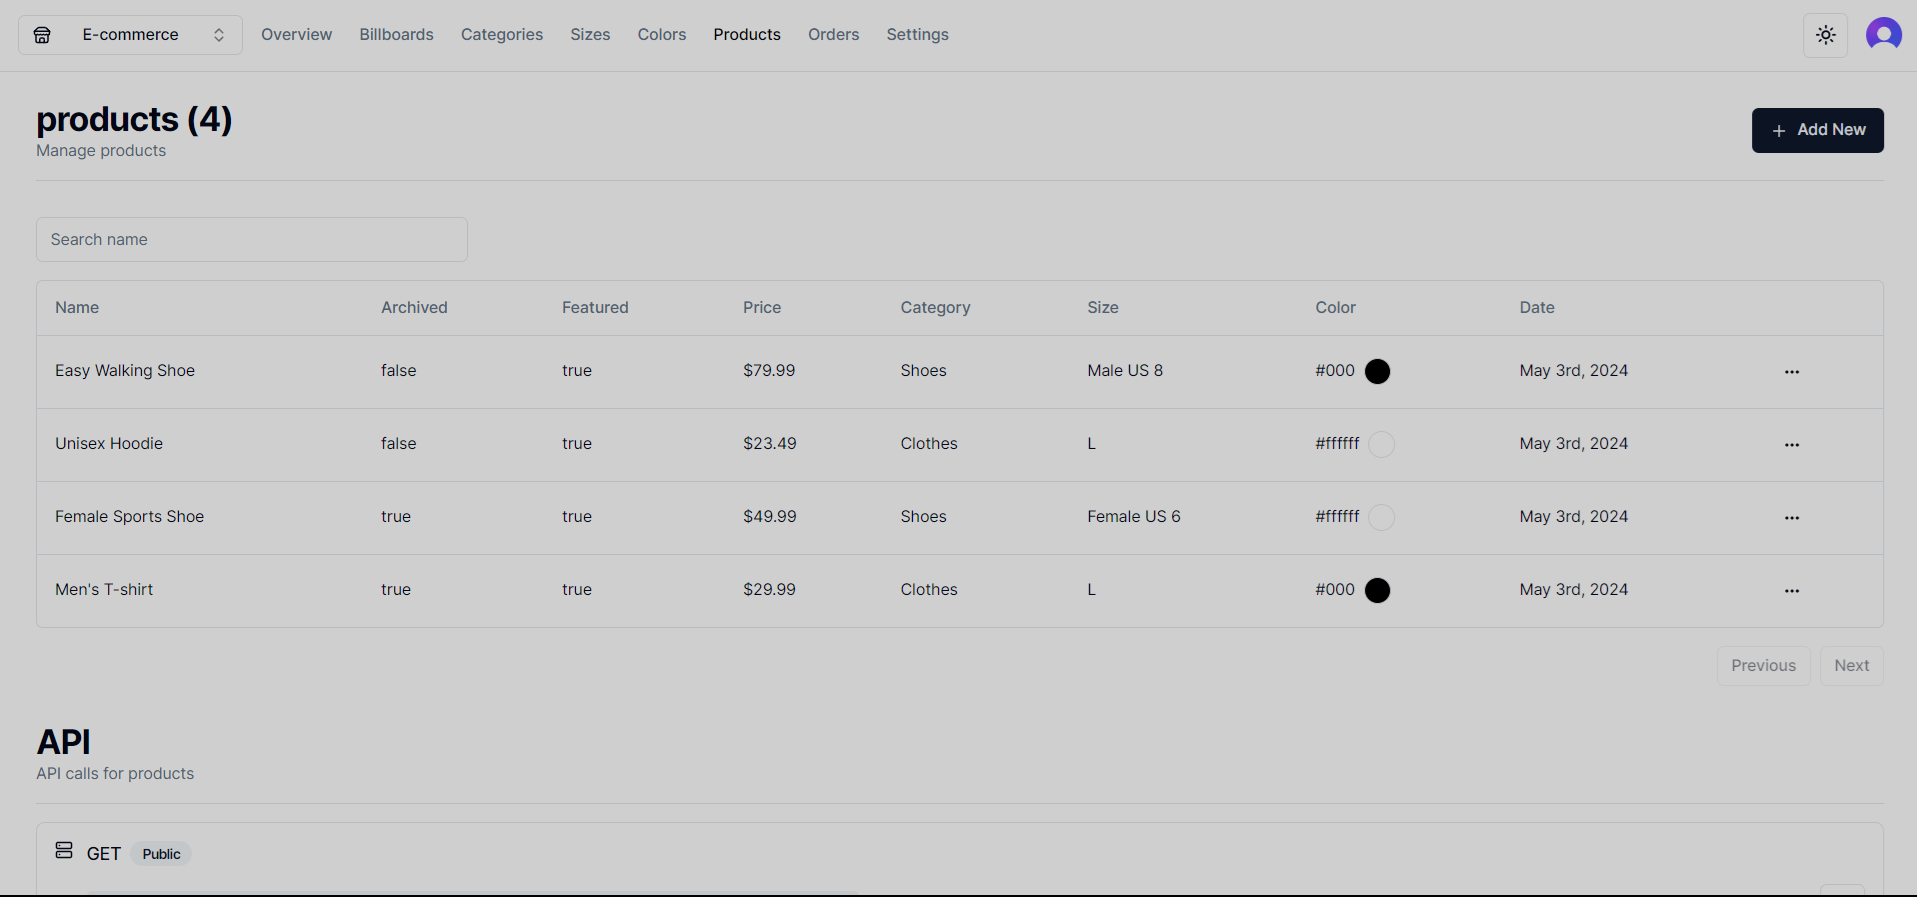 E-commerce Overview Billboards Categories Sizes Colors Products Orders Settings
products (4)
Manage products
+ Add New
Search name
Name Archived Featured Price Category Size Color Date
Easy Walking Shoe false true $79.99 Shoes Male US 8 #000 May 3rd, 2024 ...
Unisex Hoodie false true $23.49 Clothes L #ffffff May 3rd, 2024 ...
Female Sports Shoe true true $49.99 Shoes Female US 6 #ffffff May 3rd, 2024 ...
Men's T-shirt true true $29.99 Clothes L #000 May 3rd, 2024 ...
Previous Next
API
API calls for products
GET Public